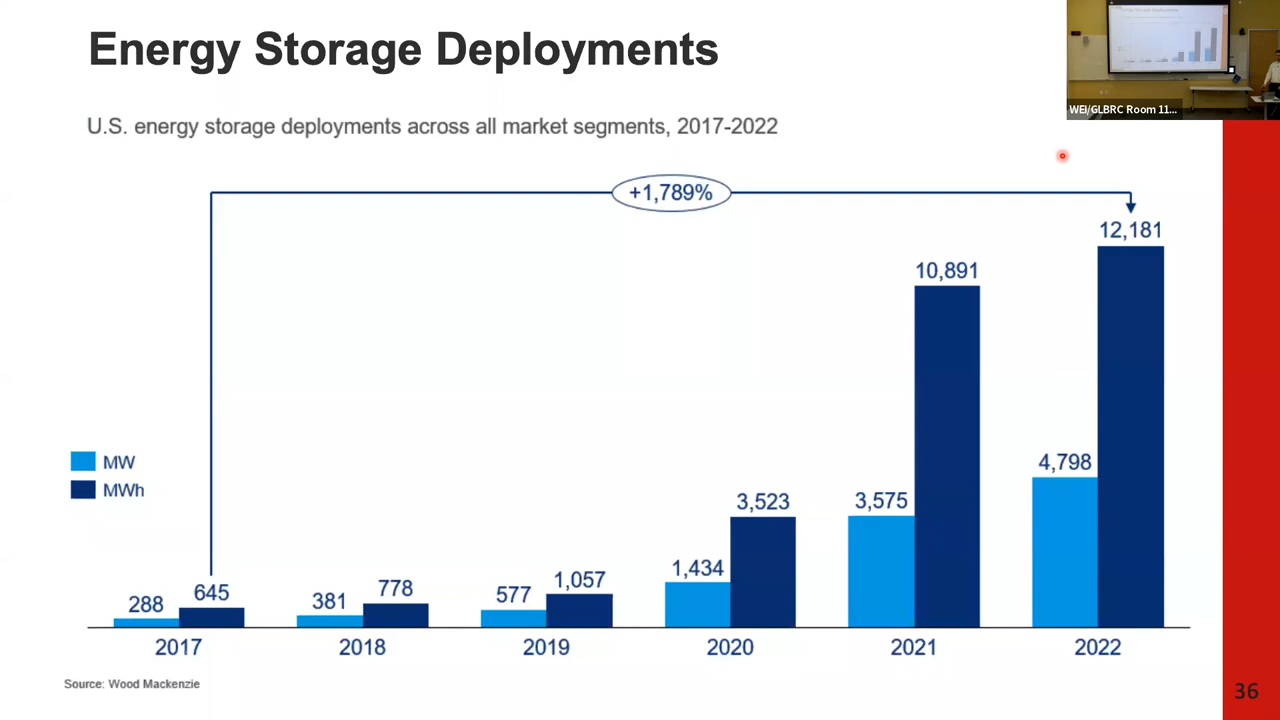 Energy Storage Deployments
WEI/GLBRC Room 11...
U.S. energy storage deployments across all market segments, 2017-2022
+1,789%
12,181
10,891
MW
MWh
4,798
3,575
3,523
1,434
1,057
577
778
381
645
288
2017 2018 2019 2020 2021 2022
Source: Wood Mackenzie
36